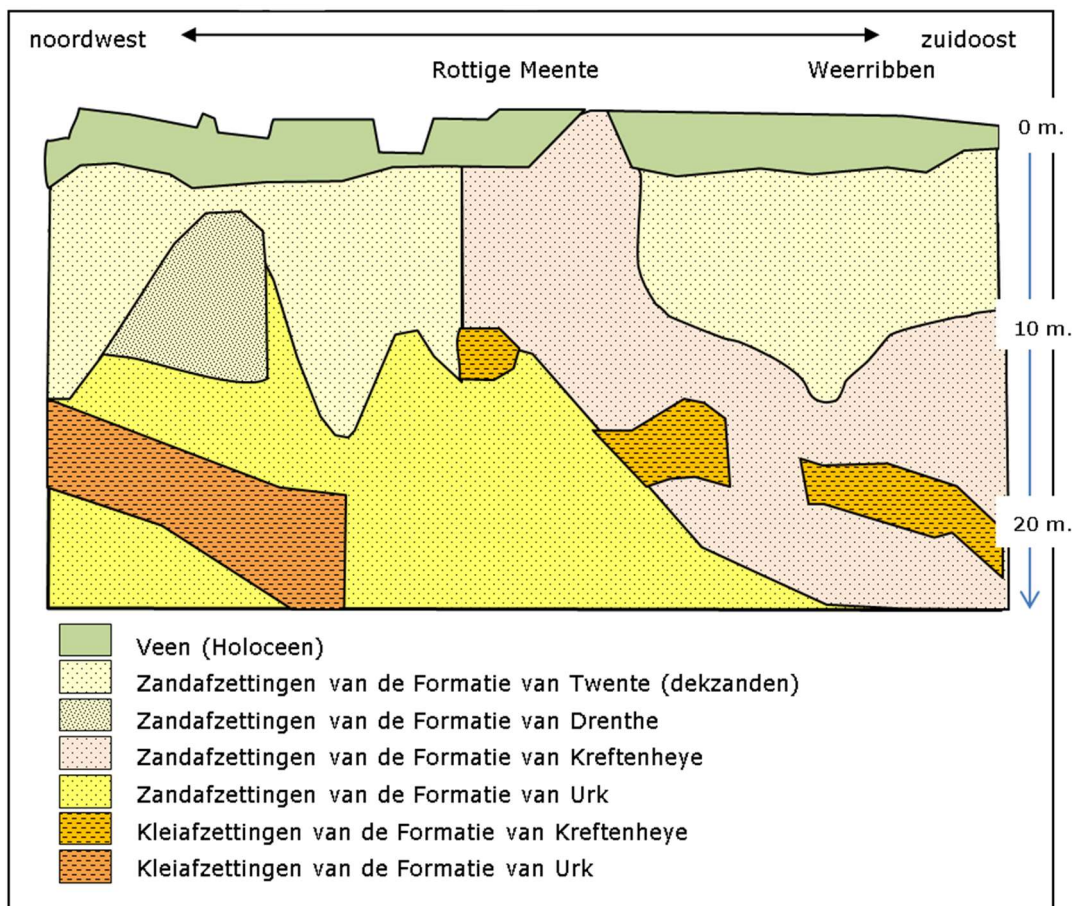 noordwest
zuidoost
Rottige Meente
Weerribben
0 m.
10 m.
20 m.
Veen (Holoceen)
Zandafzettingen van de Formatie van Twente (dekzanden)
Zandafzettingen van de Formatie van Drenthe
Zandafzettingen van de Formatie van Kreftenheye
Zandafzettingen van de Formatie van Urk
Kleiafzettingen van de Formatie van Kreftenheye
Kleiafzettingen van de Formatie van Urk